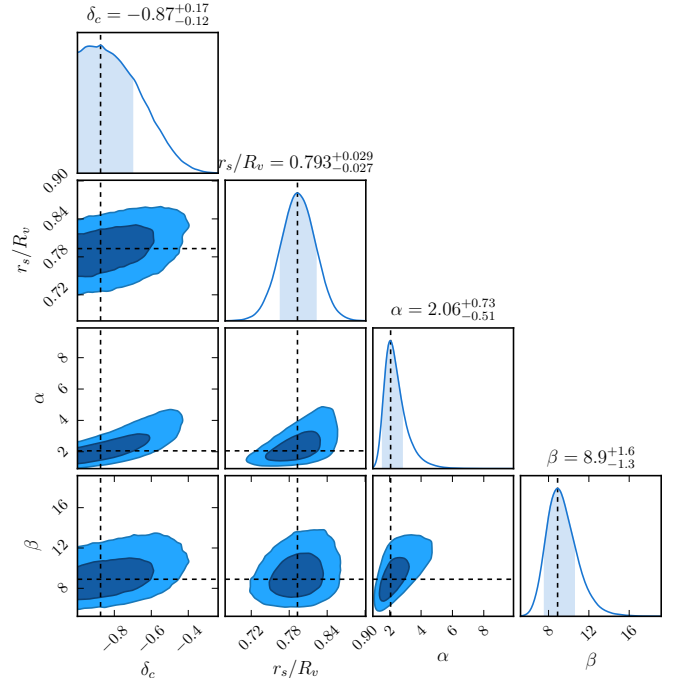 δ_c = −0.87^{+0.17}_{−0.12}
r_s/R_v = 0.793^{+0.029}_{−0.027}
0.90
0.84
0.78
0.72
r_s/R_v
α = 2.06^{+0.73}_{−0.51}
8
6
4
2
α
β = 8.9^{+1.6}_{−1.3}
16
12
8
β
−0.8 −0.6 −0.4
0.72 0.78 0.84 0.90
2 4 6 8
8 12 16
δ_c r_s/R_v α β